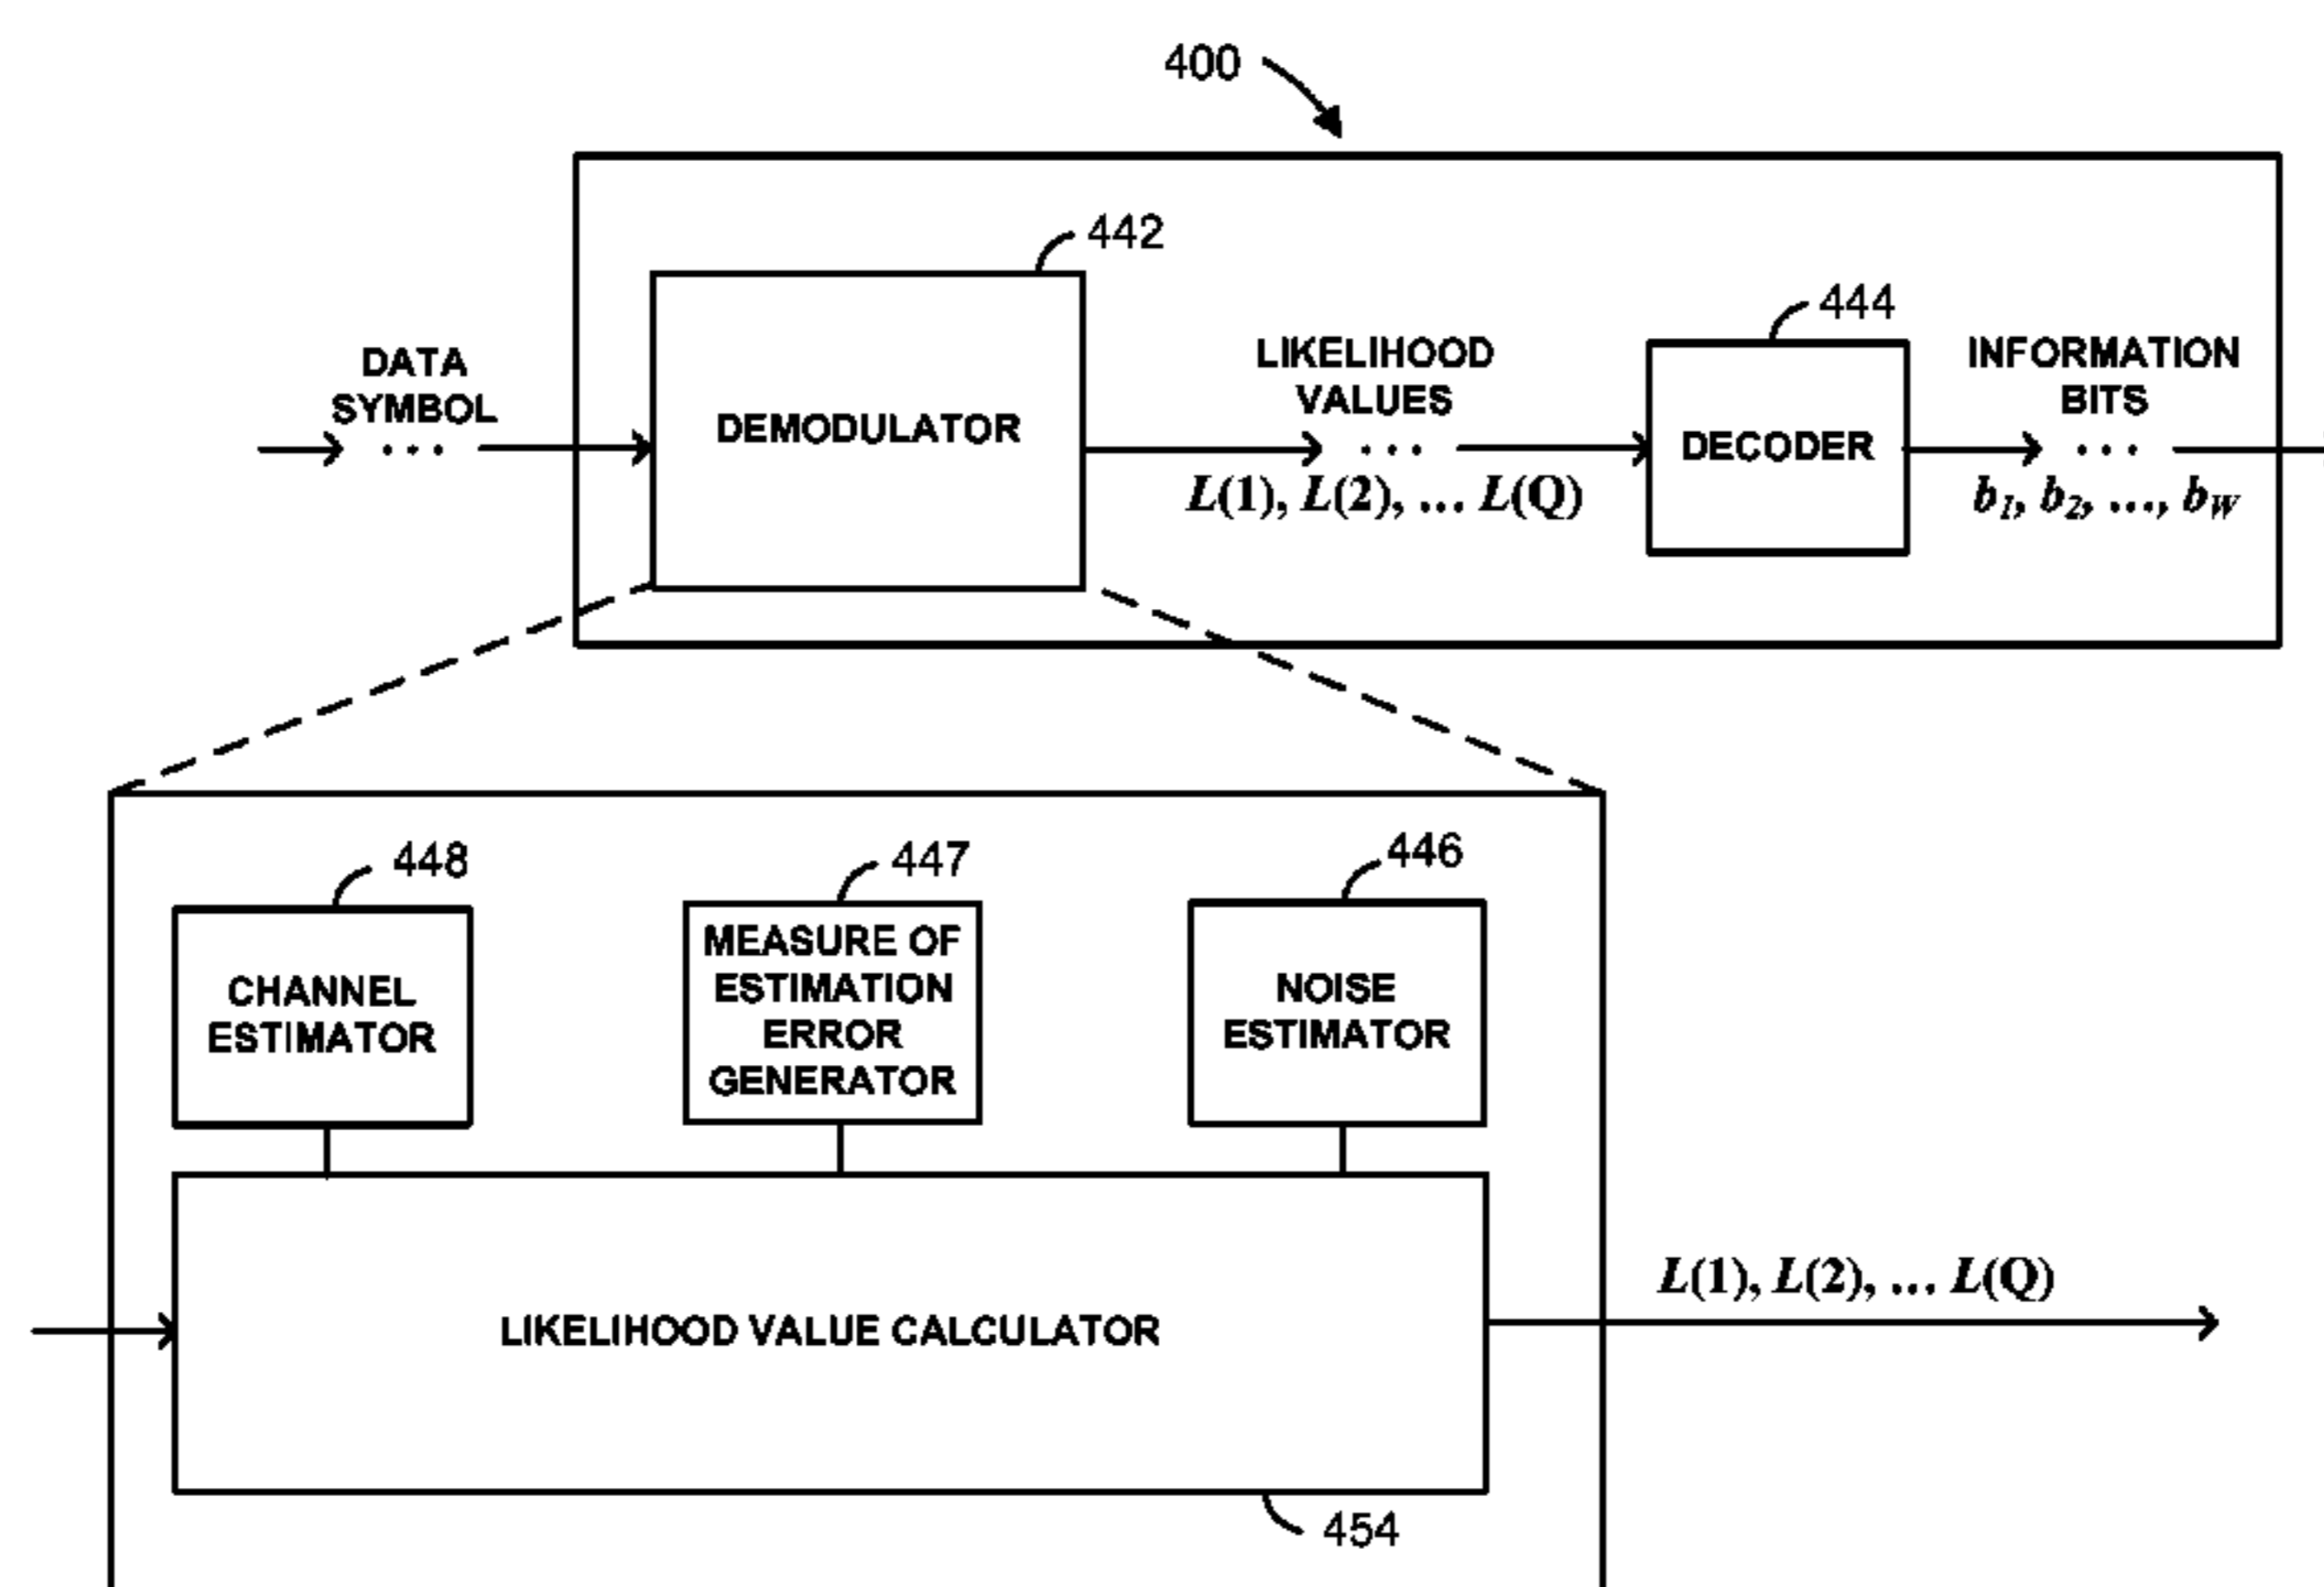 400
442
444
DATA
SYMBOL
...
DEMODULATOR
LIKELIHOOD
VALUES
...
L(1), L(2), ... L(Q)
DECODER
INFORMATION
BITS
...
b1, b2, ..., bW
448
447
446
CHANNEL
ESTIMATOR
MEASURE OF
ESTIMATION
ERROR
GENERATOR
NOISE
ESTIMATOR
LIKELIHOOD VALUE CALCULATOR
L(1), L(2), ... L(Q)
454